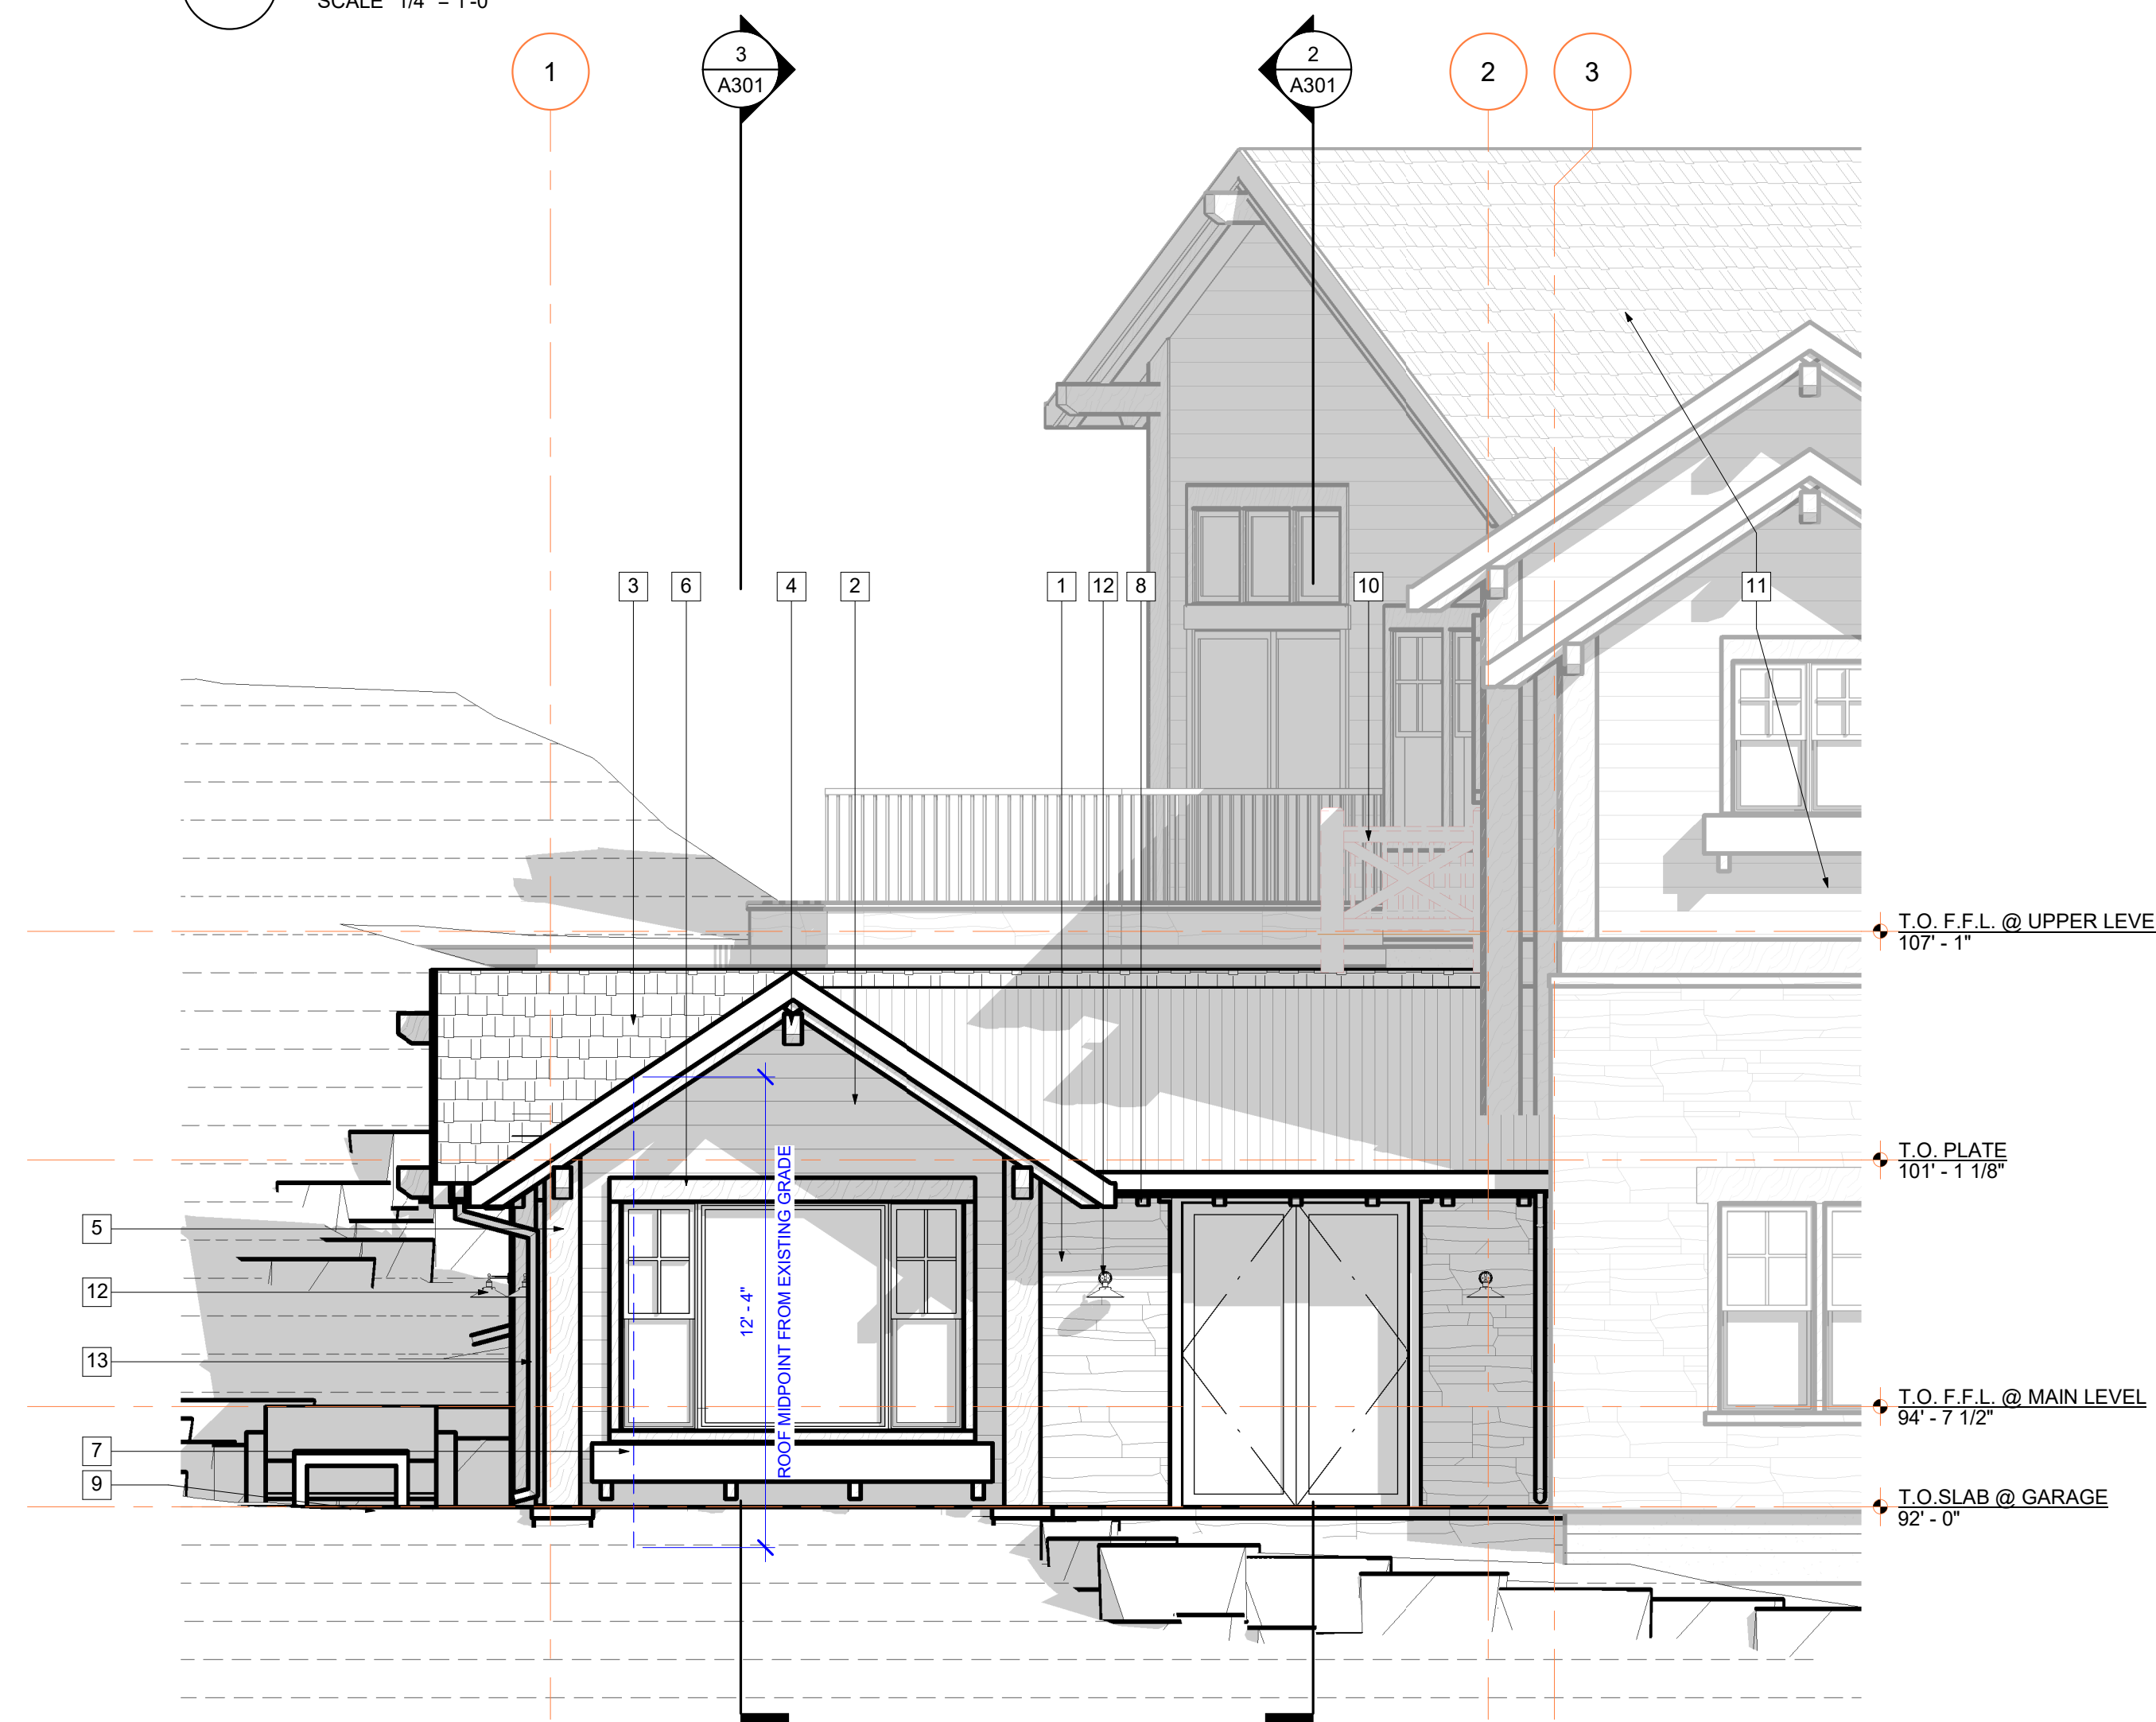 SCALE 1/4" = 1'-0"
1
3
A301
2
A301
2
3
3
6
4
2
1
12
8
10
11
T.O. F.F.L. @ UPPER LEVE
107' - 1"
T.O. PLATE
101' - 1 1/8"
5
12
13
7
9
12' - 4"
ROOF MIDPOINT FROM EXISTING GRADE
T.O. F.F.L. @ MAIN LEVEL
94' - 7 1/2"
T.O.SLAB @ GARAGE
92' - 0"